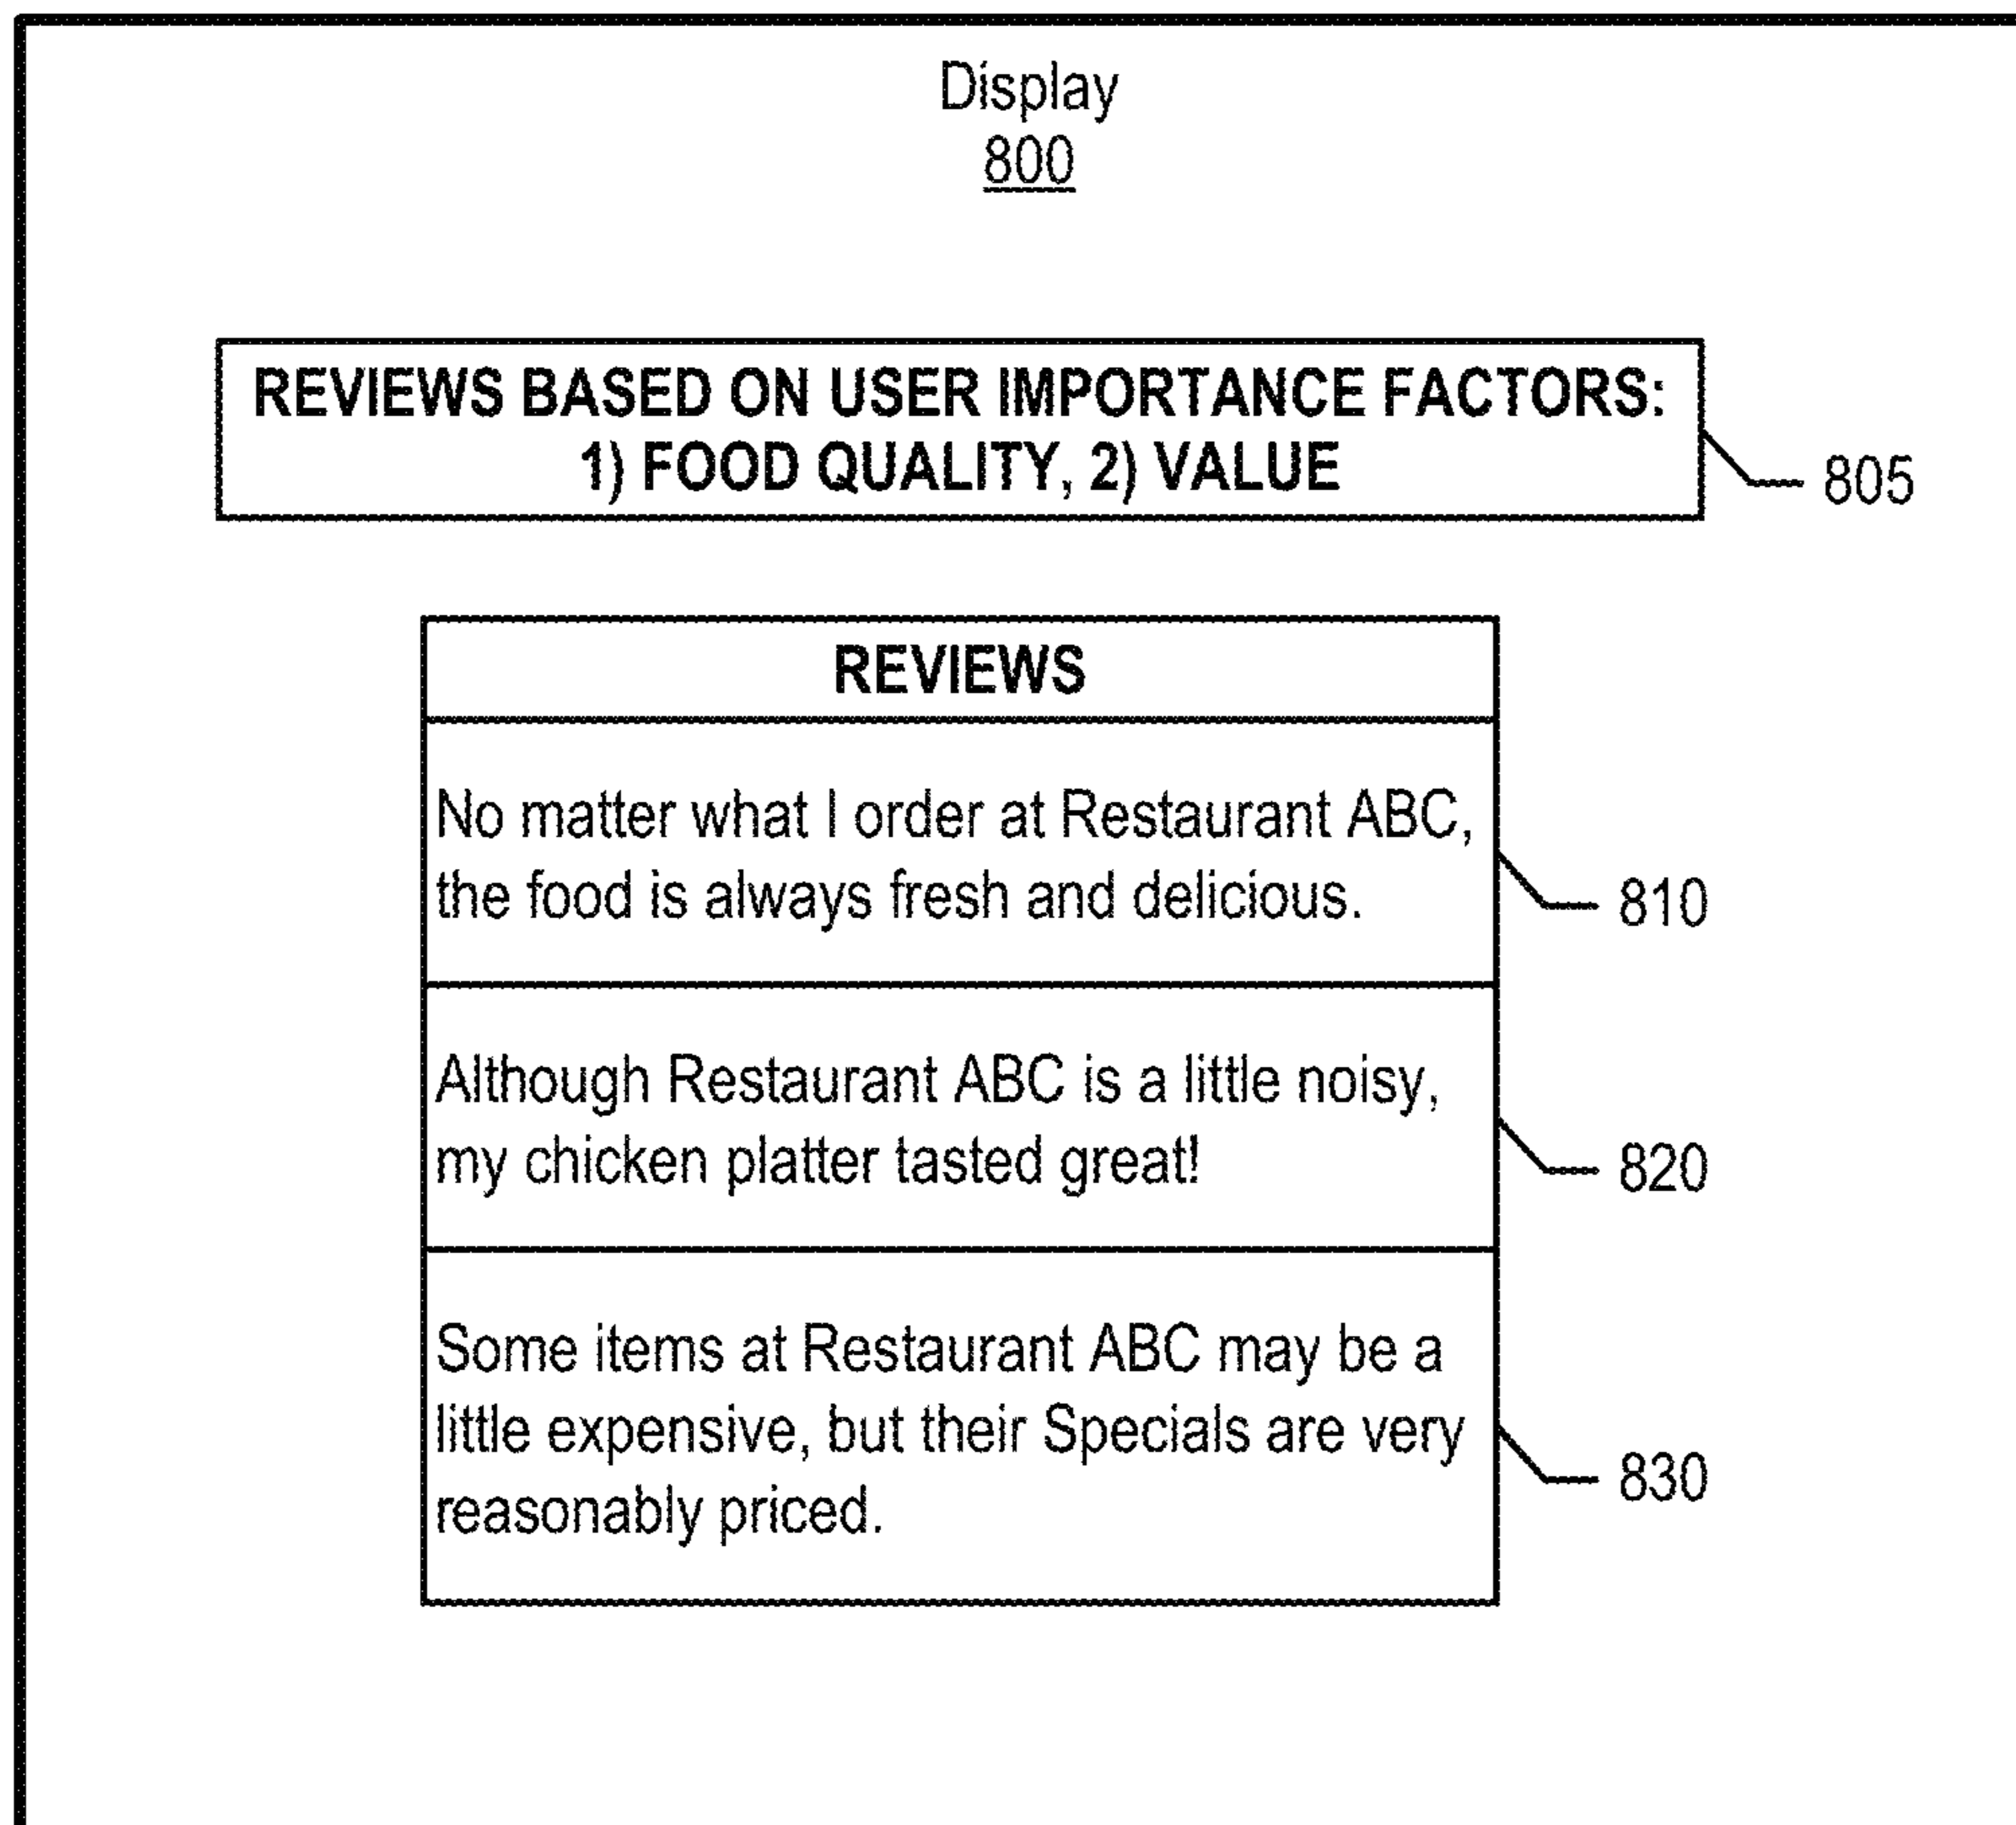 Display
800
REVIEWS BASED ON USER IMPORTANCE FACTORS:
1) FOOD QUALITY, 2) VALUE
805
REVIEWS
No matter what I order at Restaurant ABC,
the food is always fresh and delicious.
810
Although Restaurant ABC is a little noisy,
my chicken platter tasted great!
820
Some items at Restaurant ABC may be a
little expensive, but their Specials are very
reasonably priced.
830